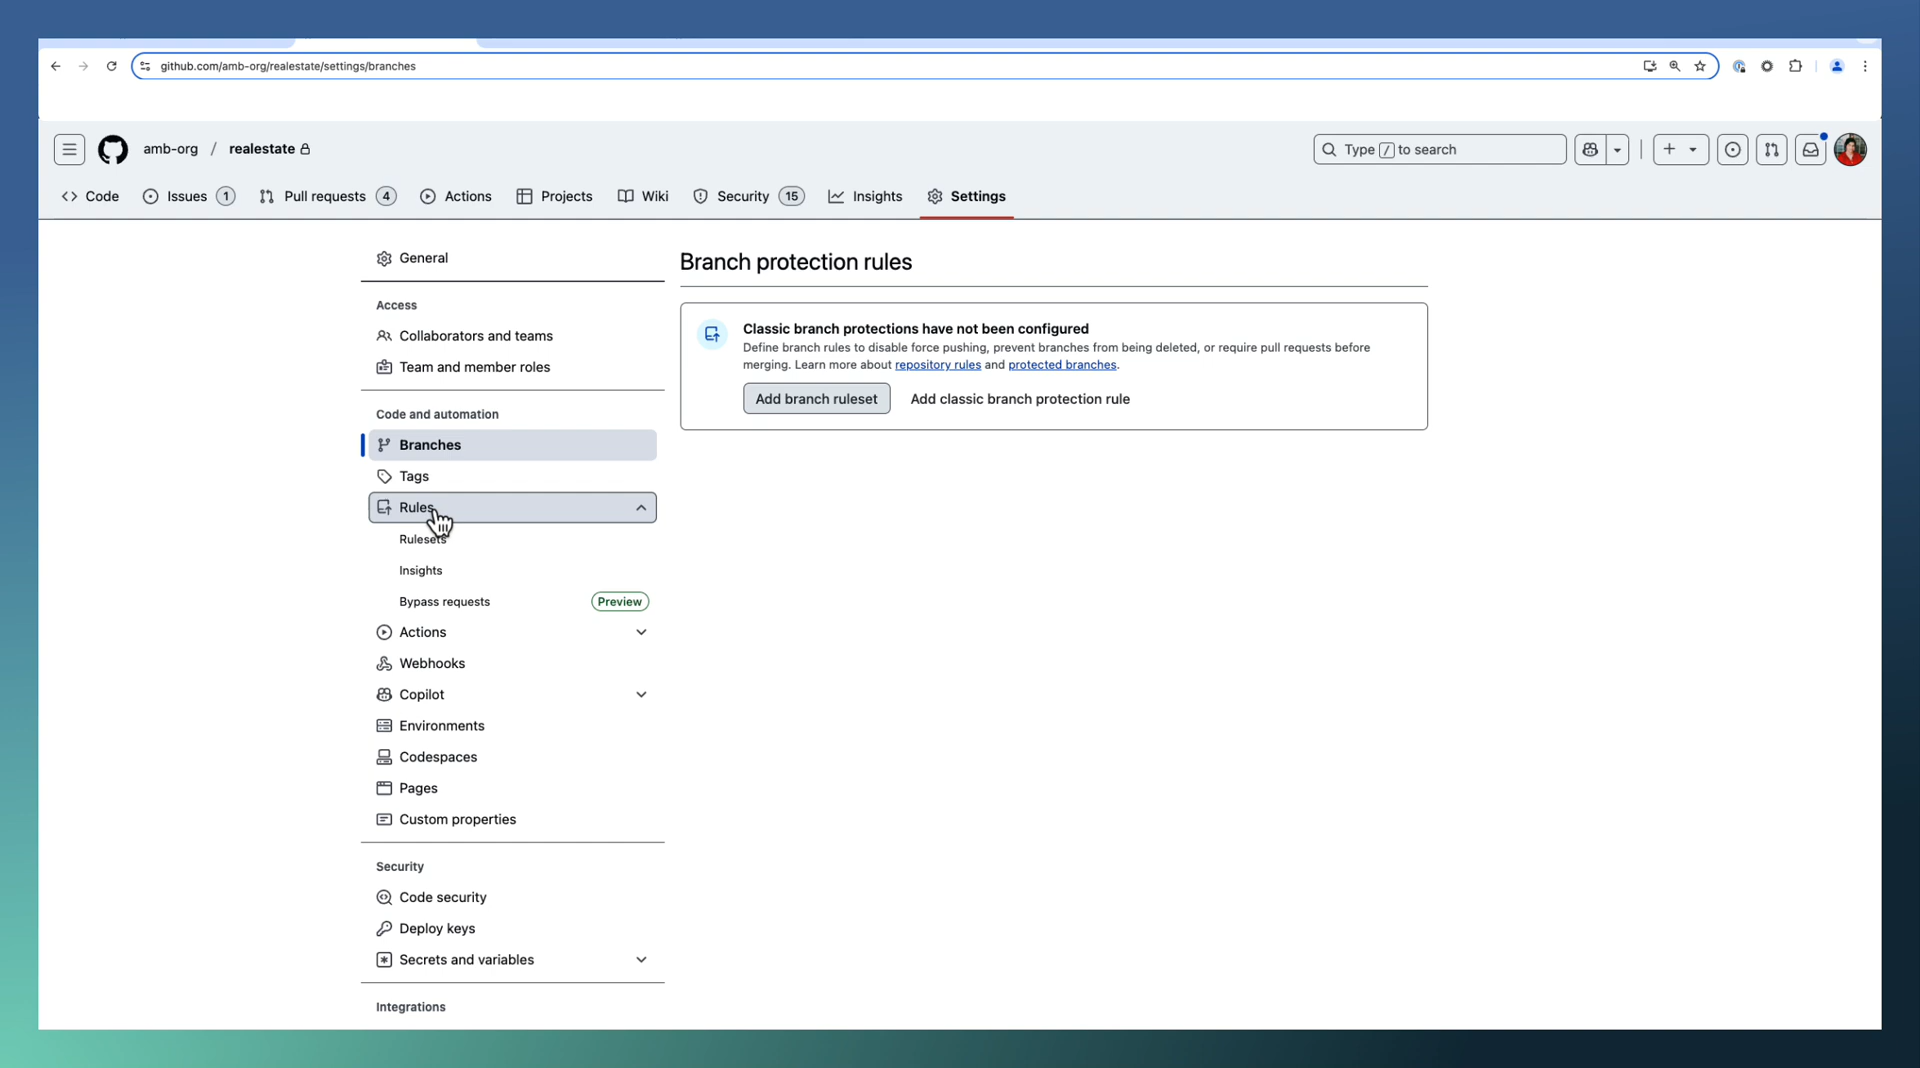 github.com/amb-org/realestate/settings/branches
amb-org / realestate
Type / to search
Code
Issues 1
Pull requests 4
Actions
Projects
Wiki
Security 15
Insights
Settings
General
Access
Collaborators and teams
Team and member roles
Code and automation
Branches
Tags
Rules
Rulesets
Insights
Bypass requests Preview
Actions
Webhooks
Copilot
Environments
Codespaces
Pages
Custom properties
Security
Code security
Deploy keys
Secrets and variables
Integrations
Branch protection rules
Classic branch protections have not been configured
Define branch rules to disable force pushing, prevent branches from being deleted, or require pull requests before
merging. Learn more about repository rules and protected branches.
Add branch ruleset Add classic branch protection rule